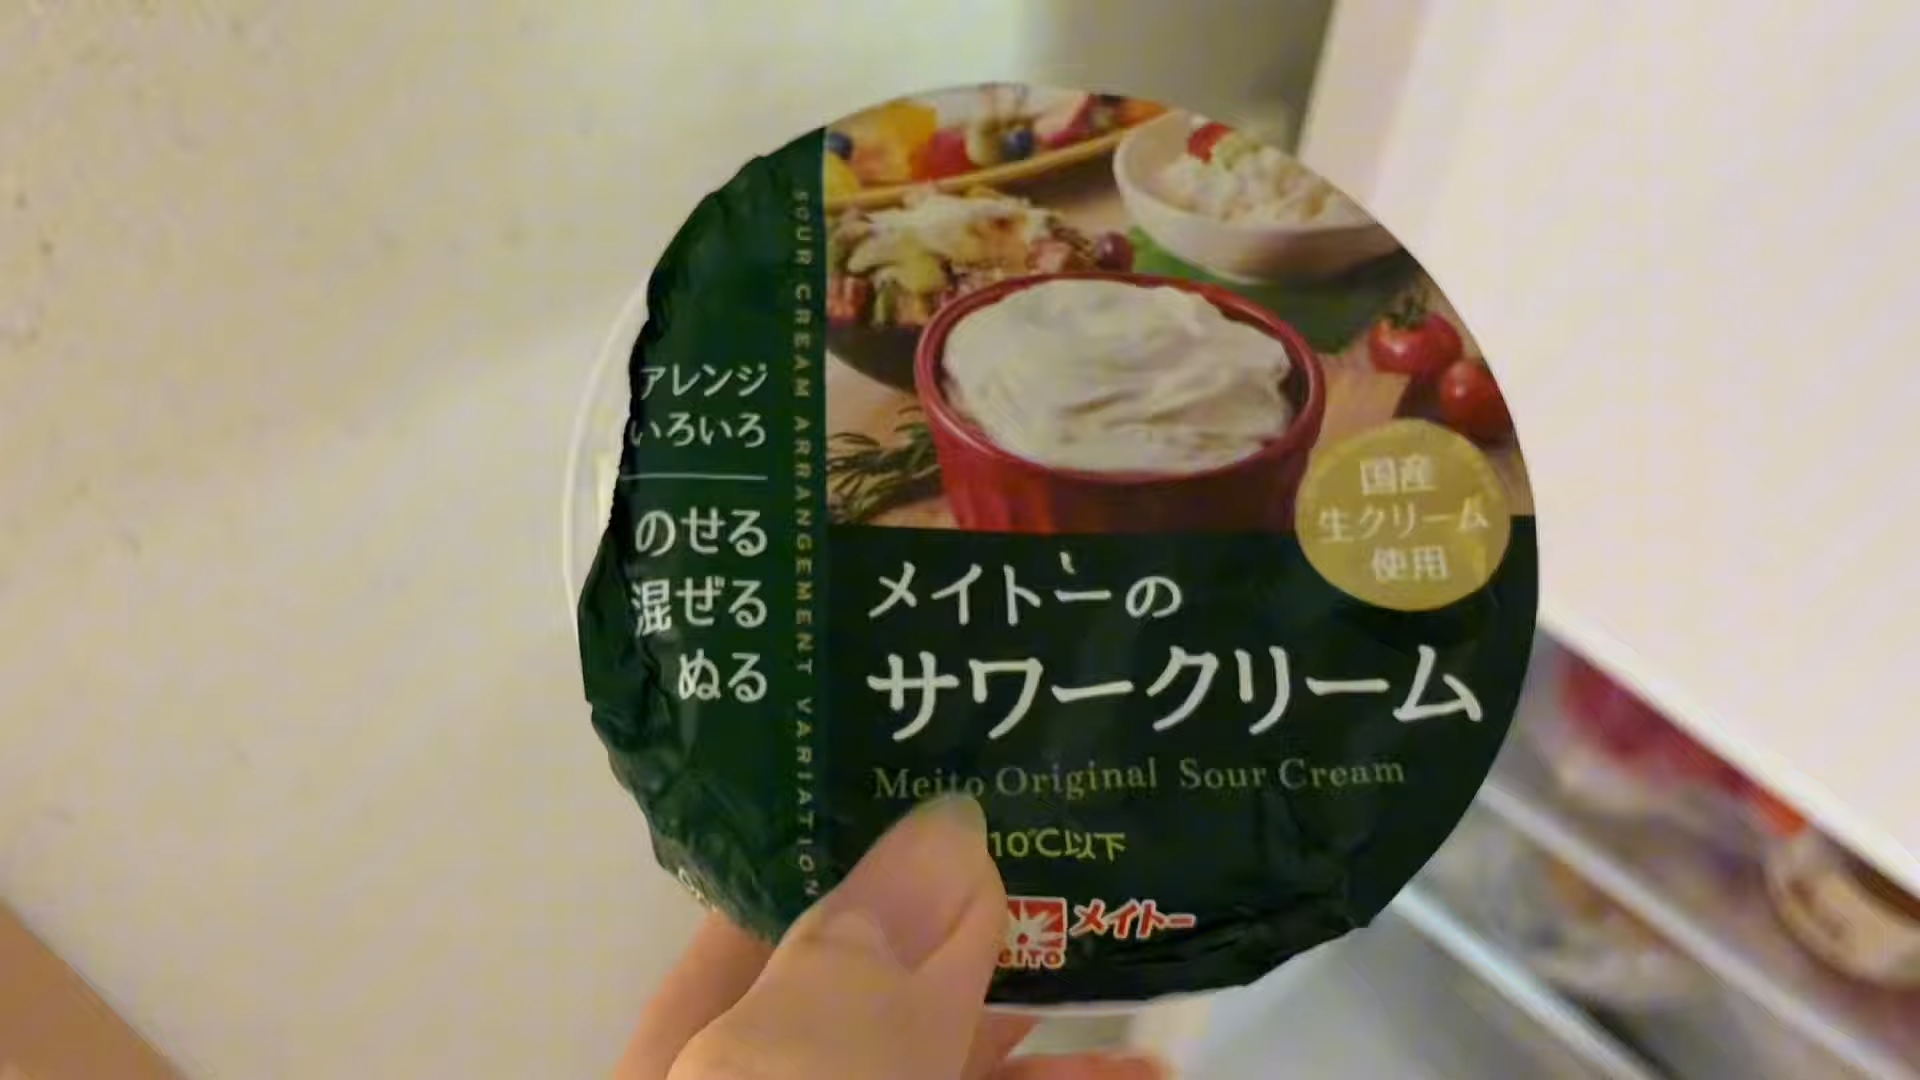 アレンジ
いろいろ
のせる
混ぜる
ぬる
SOUR CREAM ARRANGEMENT VARIATION
国産
生クリーム
使用
メイトーの
サワークリーム
Meito Original Sour Cream
10℃以下
メイトー